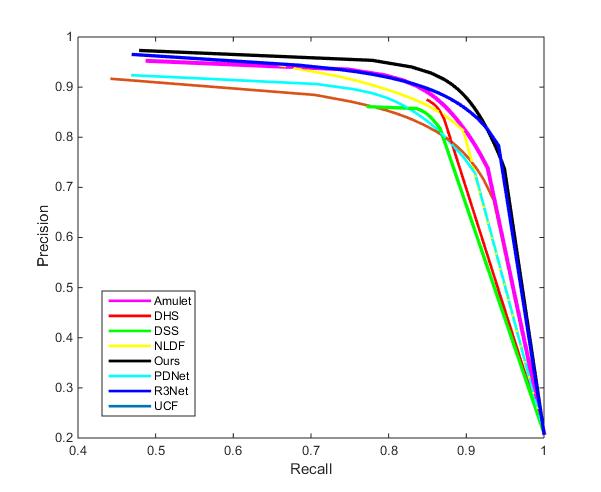 1
0.9
0.8
0.7
0.6
0.5
0.4
0.3
0.2
Precision
Amulet
DHS
DSS
NLDF
Ours
PDNet
R3Net
UCF
0.4 0.5 0.6 0.7 0.8 0.9 1
Recall